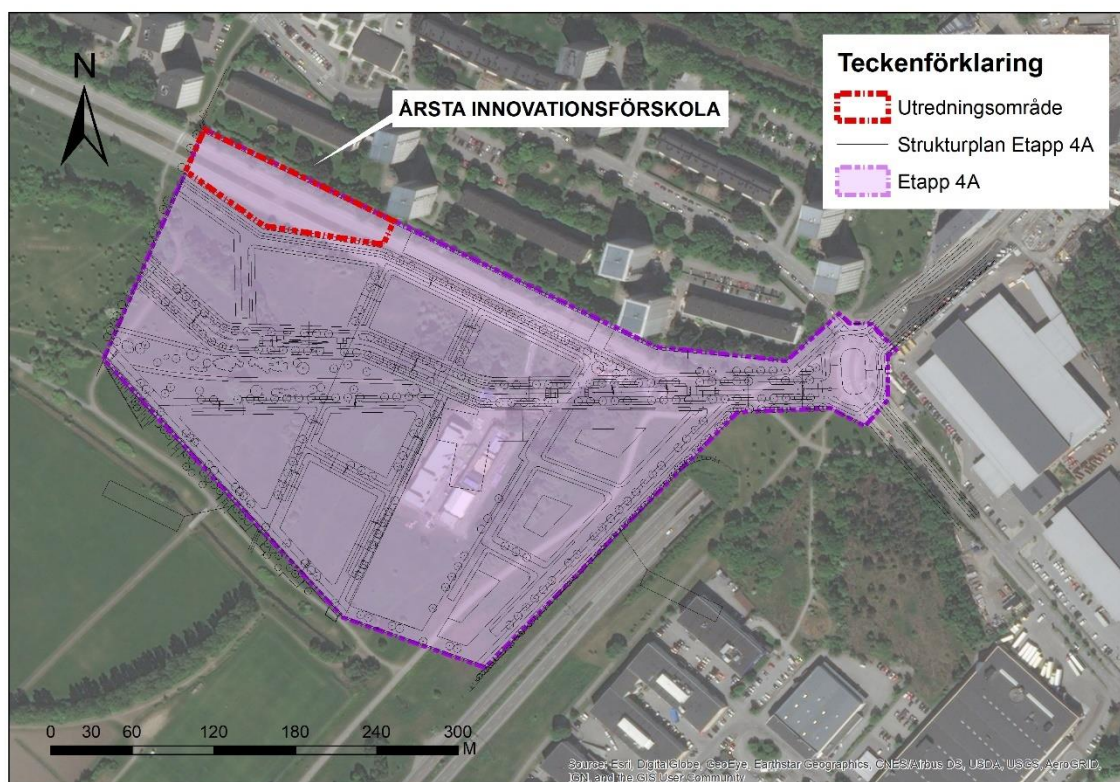 N
ÅRSTA INNOVATIONSFÖRSKOLA
Teckenförklaring
Utredningsområde
Strukturplan Etapp 4A
Etapp 4A
0 30 60 120 180 240 300
M
Source: Esri, DigitalGlobe, GeoEye, Earthstar Geographics, CNES/Airbus DS, USDA, USGS, AeroGRID,
IGN, and the GIS User Community